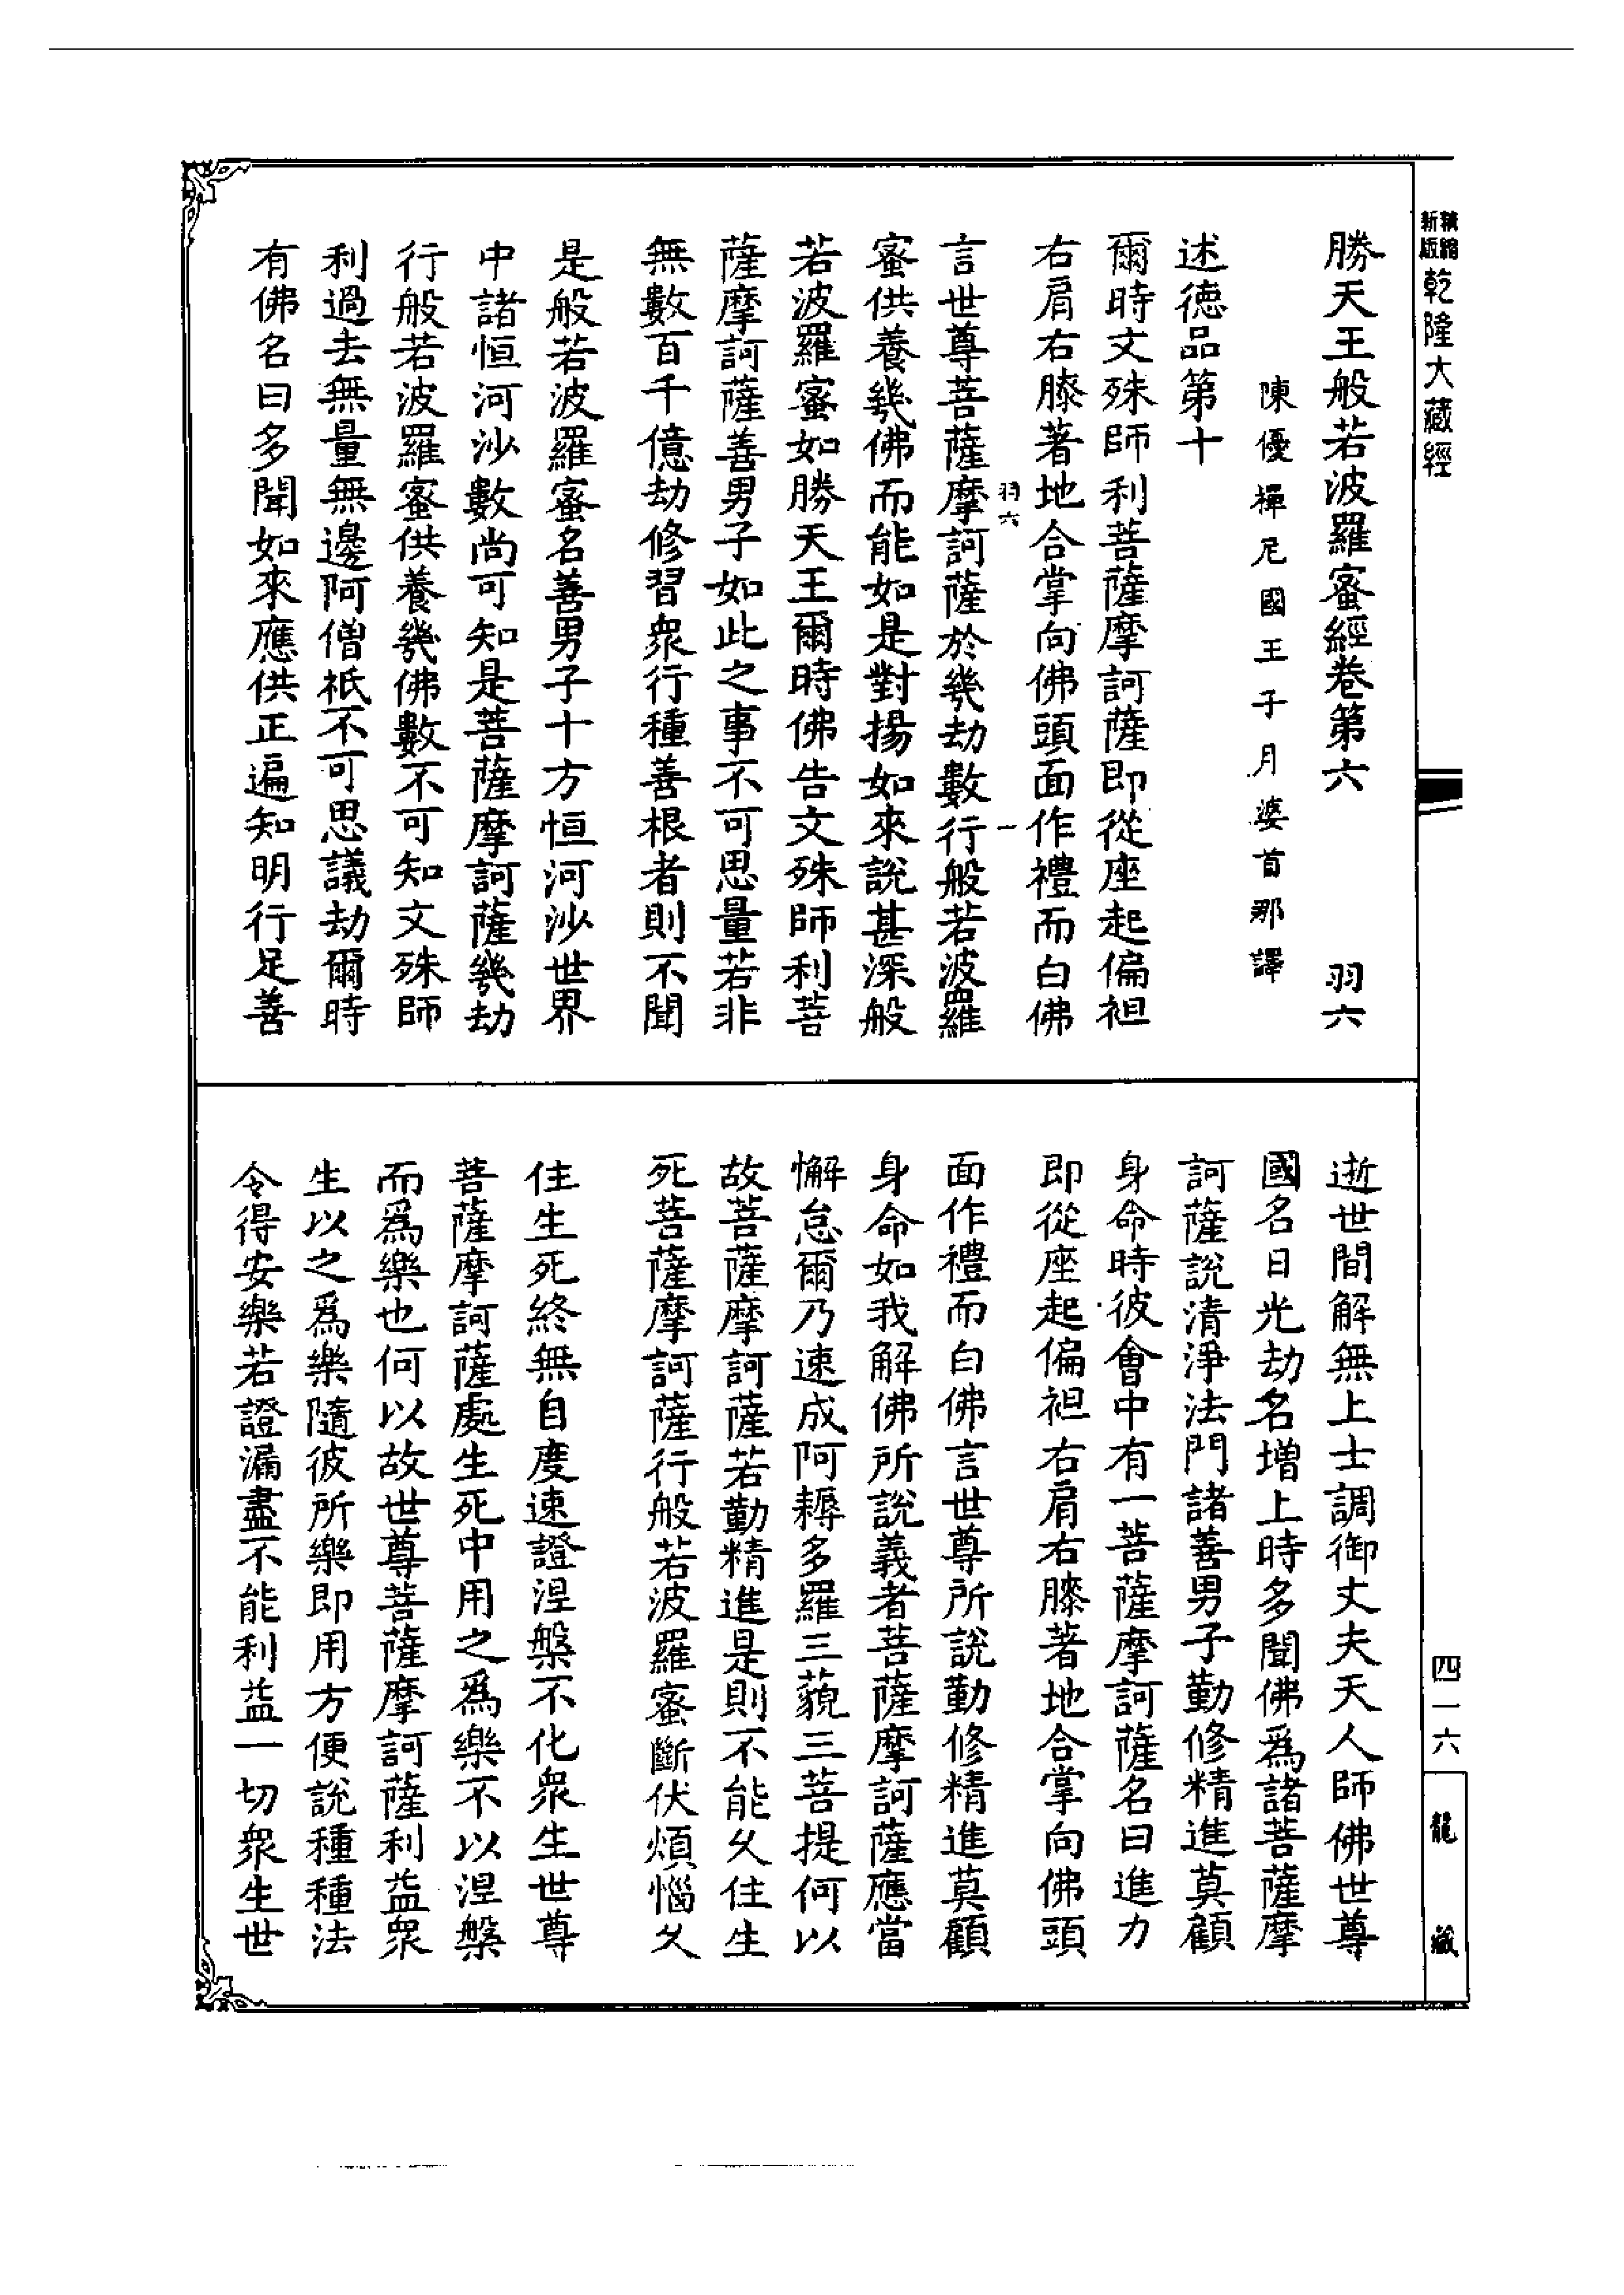 新版
精縮
乾隆大藏經
勝天王般若波羅蜜經卷第六 羽六
陳優禪尼國王子月婆首那譯
述德品第十
爾時文殊師利菩薩摩訶薩即從座起偏袒
右肩右膝著地合掌向佛頭面作禮而白佛
羽六 一
言世尊菩薩摩訶薩於幾劫數行般若波羅
蜜供養幾佛而能如是對揚如來說甚深般
若波羅蜜如勝天王爾時佛告文殊師利菩
薩摩訶薩善男子如此之事不可思量若非
無數百千億劫修習衆行種善根者則不聞
是般若波羅蜜名善男子十方恒河沙世界
中諸恒河沙數尚可知是菩薩摩訶薩幾劫
行般若波羅蜜供養幾佛數不可知文殊師
利過去無量無邊阿僧祇不可思議劫爾時
有佛名曰多聞如來應供正遍知明行足善
逝世間解無上士調御丈夫天人師佛世尊
國名日光劫名增上時多聞佛爲諸菩薩摩
訶薩說清淨法門諸善男子勤修精進莫顧
身命時彼會中有一菩薩摩訶薩名曰進力
即從座起偏袒右肩右膝著地合掌向佛頭
面作禮而白佛言世尊所說勤修精進莫顧
身命如我解佛所說義者菩薩摩訶薩應當
懈怠爾乃速成阿耨多羅三藐三菩提何以
故菩薩摩訶薩若勤精進是則不能久住生
死菩薩摩訶薩行般若波羅蜜斷伏煩惱久
住生死終無自度速證涅槃不化衆生世尊
菩薩摩訶薩處生死中用之爲樂不以涅槃
而爲樂也何以故世尊菩薩摩訶薩利益衆
生以之爲樂隨彼所樂即用方便說種種法
令得安樂若證漏盡不能利益一切衆生世
四一六
龍藏